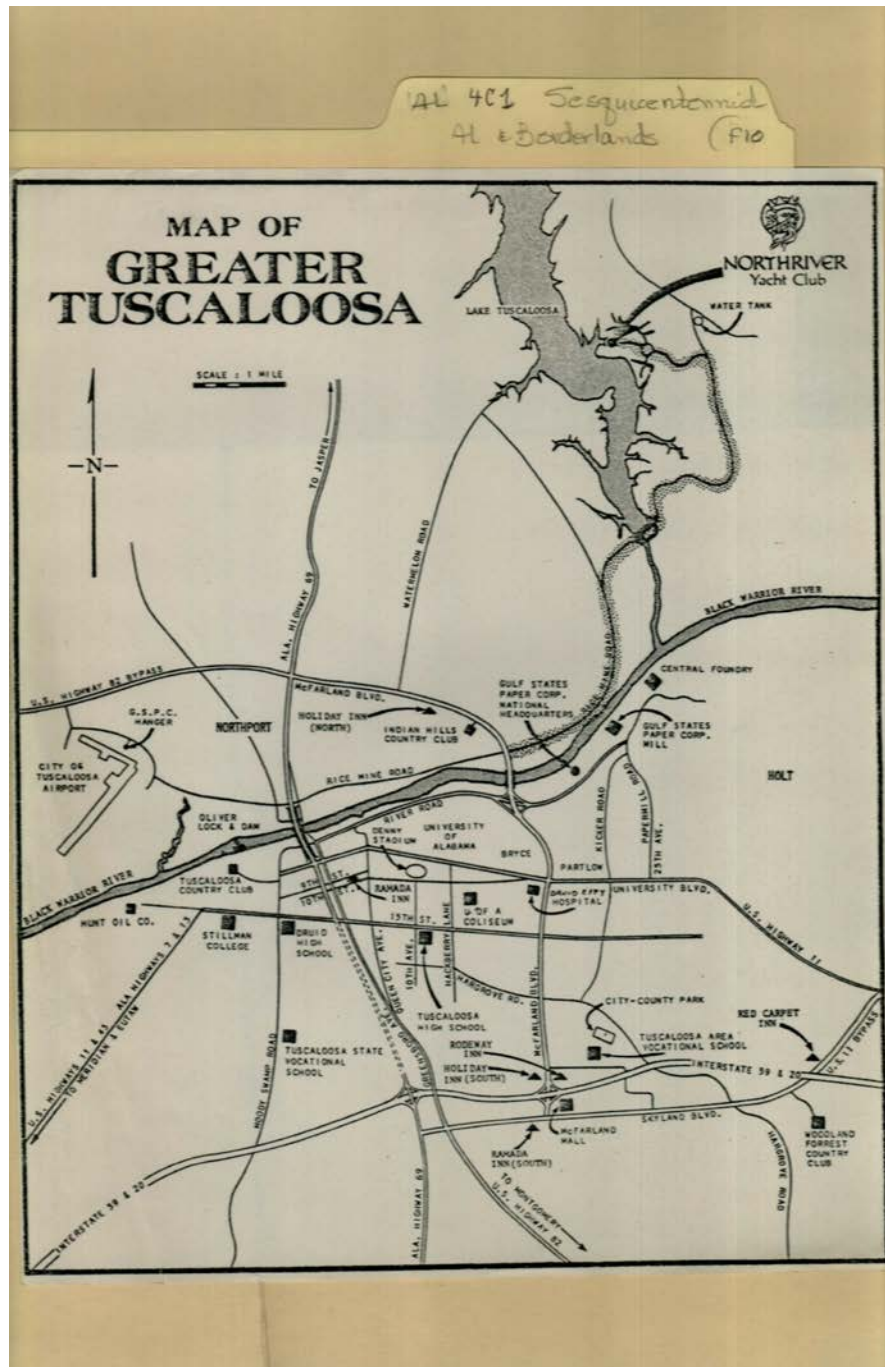 AL 4C1 Sesquicentennial
Al & Borderlands (F10
MAP OF
GREATER
TUSCALOOSA
NORTHRIVER
Yacht Club
WATER TANK
LAKE TUSCALOOSA
SCALE : 1 MILE
N
TO JASPER
ALA. HIGHWAY 69
WATERMELON ROAD
BLACK WARRIOR RIVER
RICE MINE ROAD
CENTRAL FOUNDRY
U.S. HIGHWAY 82 BYPASS
McFARLAND BLVD.
GULF STATES
PAPER CORP.
NATIONAL
HEADQUARTERS
G.S.P.C.
HANGER
NORTHPORT
HOLIDAY INN
(NORTH)
INDIAN HILLS
COUNTRY CLUB
GULF STATES
PAPER CORP.
MILL
CITY OF
TUSCALOOSA
AIRPORT
RICE MINE ROAD
HOLT
OLIVER
LOCK & DAM
RIVER ROAD
DENNY
STADIUM
UNIVERSITY
OF
ALABAMA
KICKER ROAD
PAPERMILL ROAD
25TH AVE.
BRYCE
PARTLOW
BLACK WARRIOR RIVER
TUSCALOOSA
COUNTRY CLUB
8TH ST.
10TH ST.
RAMADA
INN
DRUID CITY
HOSPITAL
UNIVERSITY BLVD.
U.S. HIGHWAY 11
HUNT OIL CO.
STILLMAN
COLLEGE
DRUID
HIGH
SCHOOL
15TH ST.
U OF A
COLISEUM
QUEEN CITY AVE.
10TH AVE.
HACKBERRY LANE
HARGROVE RD.
McFARLAND BLVD.
ALA HIGHWAYS 7 & 13
U.S. HIGHWAYS 11 & 43
TO MERIDIAN & EUTAW
TUSCALOOSA
HIGH SCHOOL
CITY-COUNTY PARK
RED CARPET
INN
U.S. 11 BYPASS
MOODY SWAMP ROAD
TUSCALOOSA STATE
VOCATIONAL
SCHOOL
GREENSBORO AVE.
RODEWAY
INN
HOLIDAY
INN (SOUTH)
TUSCALOOSA AREA
VOCATIONAL SCHOOL
INTERSTATE 59 & 20
McFARLAND
MALL
SKYLAND BLVD.
WOODLAND
FORREST
COUNTRY
CLUB
RAMADA
INN (SOUTH)
HARGROVE ROAD
INTERSTATE 59 & 20
ALA. HIGHWAY 69
TO MONTGOMERY
U.S. HIGHWAY 82